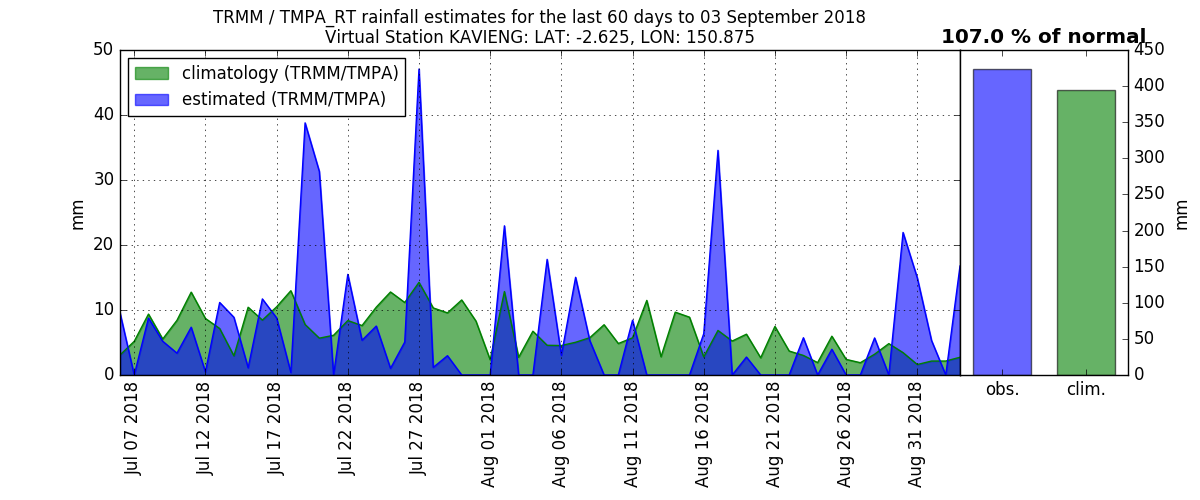 TRMM / TMPA_RT rainfall estimates for the last 60 days to 03 September 2018
Virtual Station KAVIENG: LAT: -2.625, LON: 150.875
107.0 % of normal
climatology (TRMM/TMPA)
estimated (TRMM/TMPA)
50
40
30
20
10
0
mm
Jul 07 2018
Jul 12 2018
Jul 17 2018
Jul 22 2018
Jul 27 2018
Aug 01 2018
Aug 06 2018
Aug 11 2018
Aug 16 2018
Aug 21 2018
Aug 26 2018
Aug 31 2018
obs.
clim.
450
400
350
300
250
200
150
100
50
0
mm